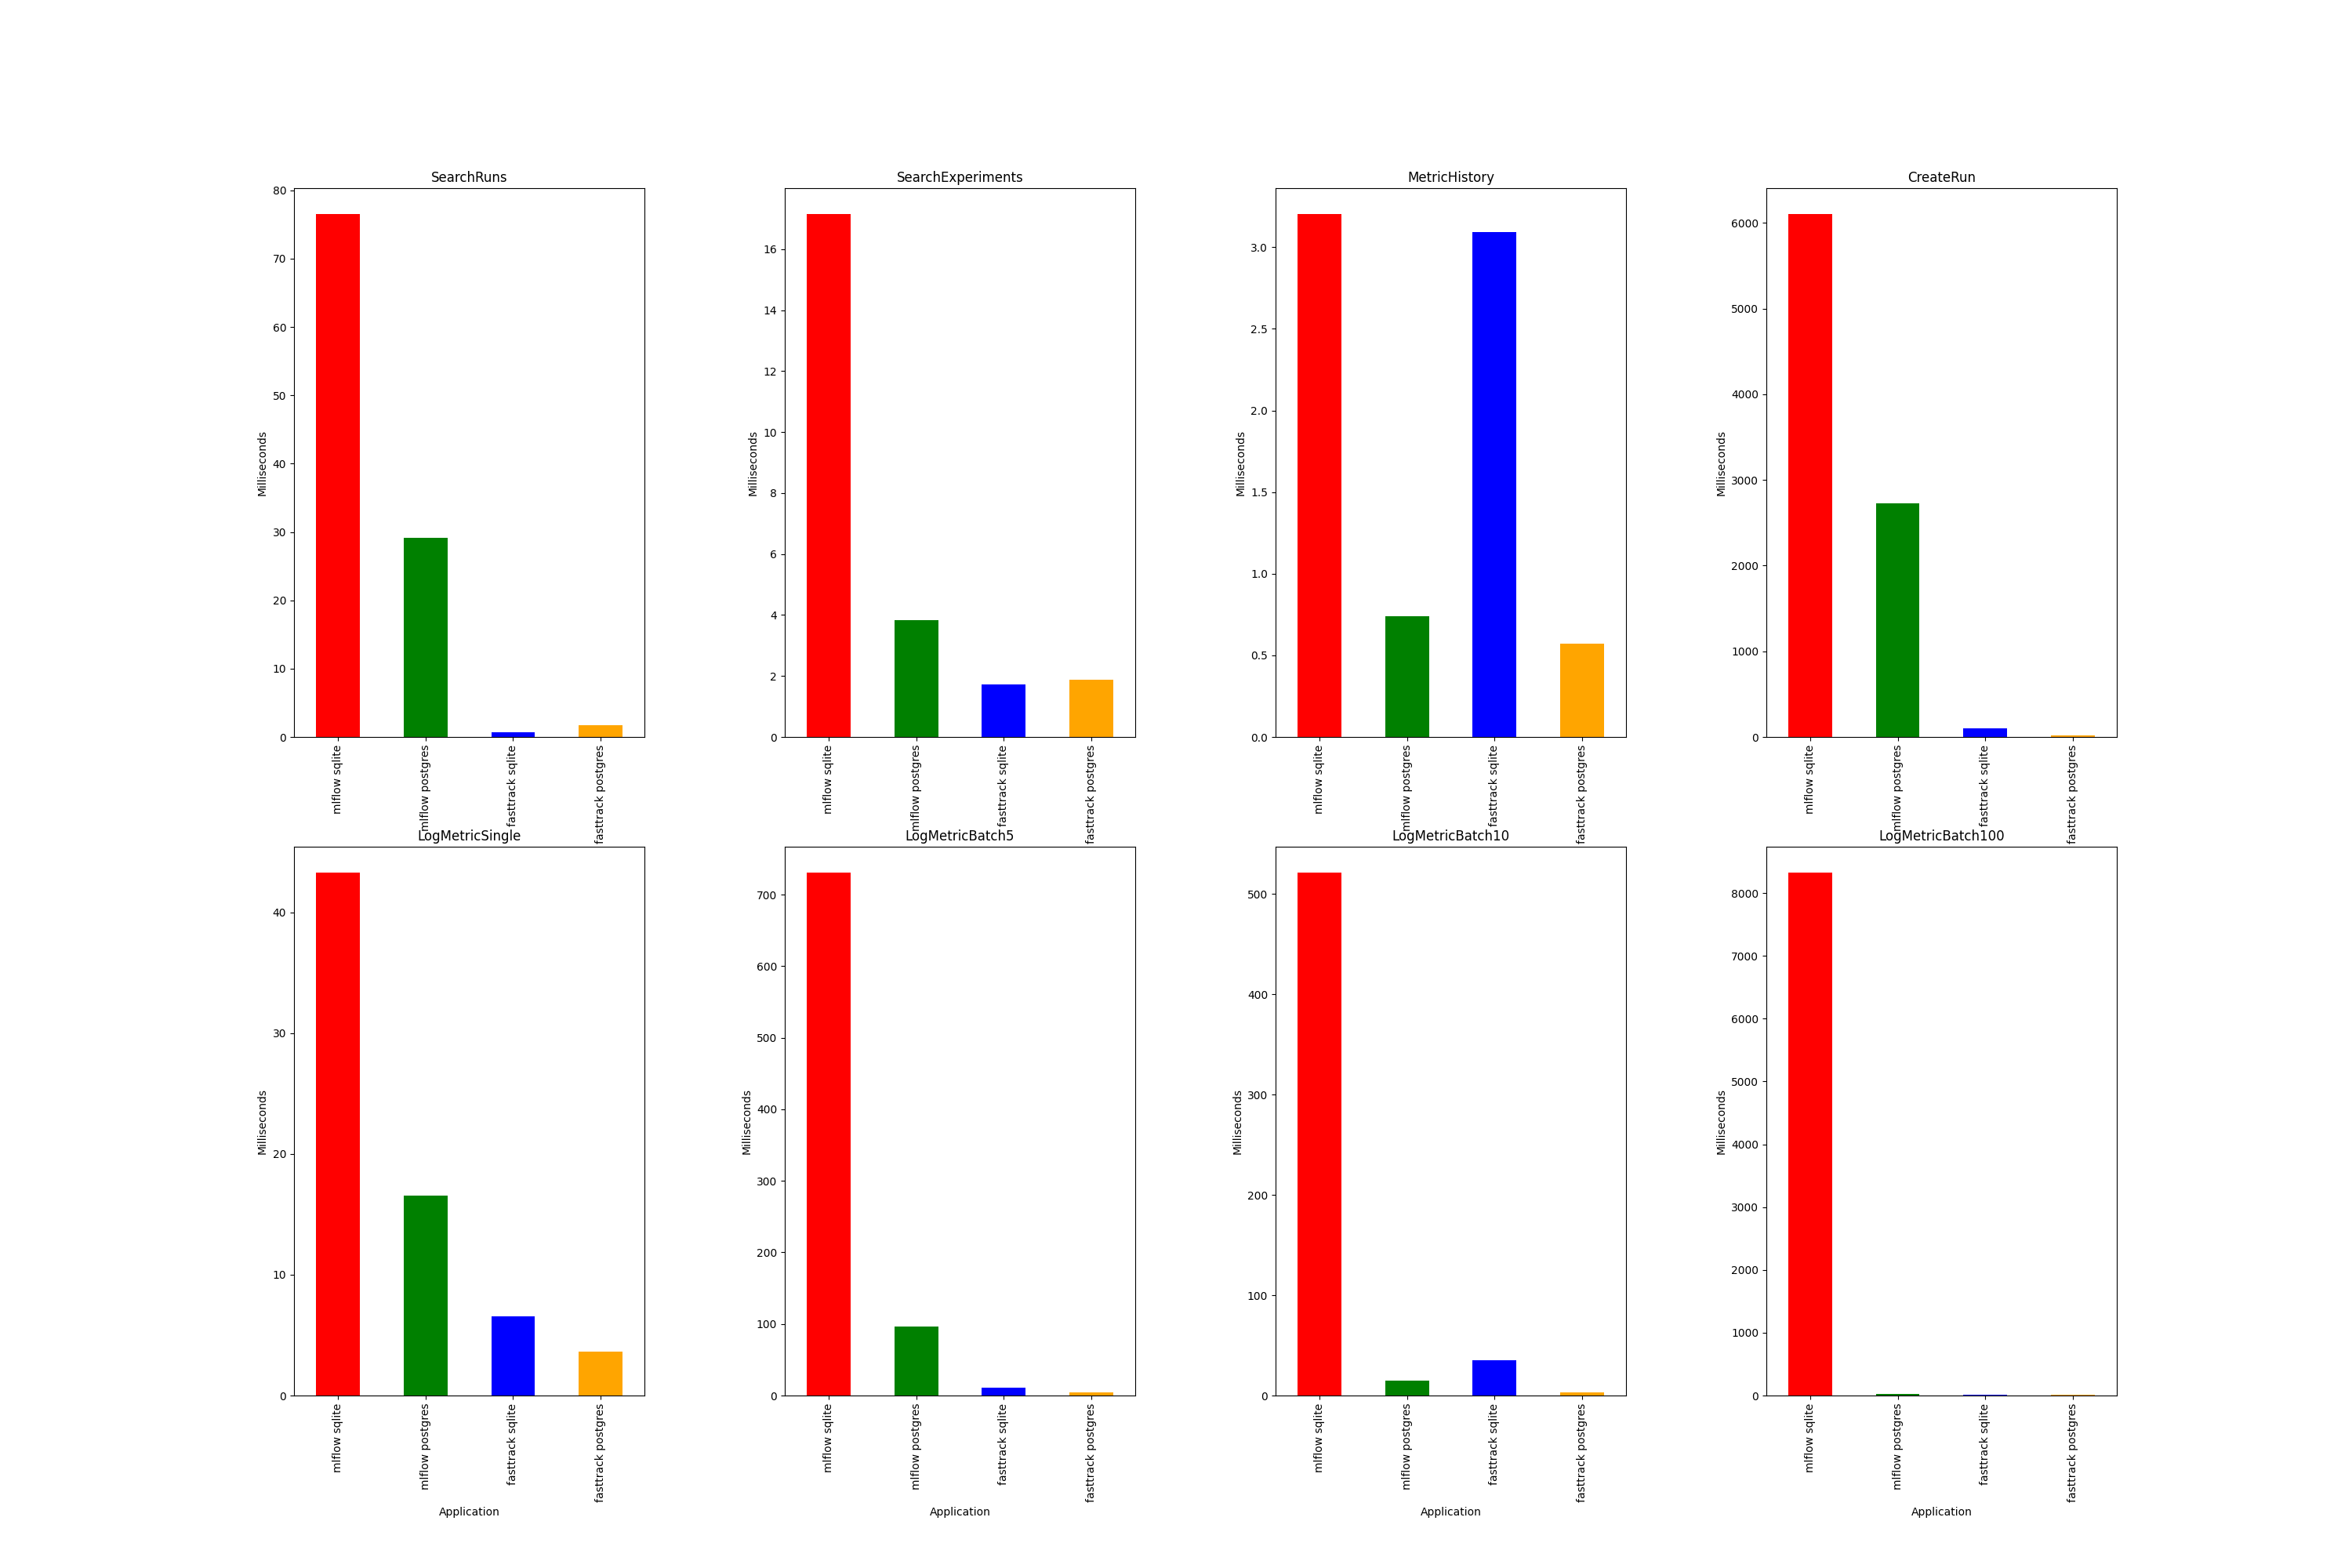 SearchRuns
80
70
60
50
40
30
20
10
0
Milliseconds
mlflow sqlite
mlflow postgres
fasttrack sqlite
fasttrack postgres
SearchExperiments
16
14
12
10
8
6
4
2
0
Milliseconds
mlflow sqlite
mlflow postgres
fasttrack sqlite
fasttrack postgres
MetricHistory
3.0
2.5
2.0
1.5
1.0
0.5
0.0
Milliseconds
mlflow sqlite
mlflow postgres
fasttrack sqlite
fasttrack postgres
CreateRun
6000
5000
4000
3000
2000
1000
0
Milliseconds
mlflow sqlite
mlflow postgres
fasttrack sqlite
fasttrack postgres
LogMetricSingle
40
30
20
10
0
Milliseconds
mlflow sqlite
mlflow postgres
fasttrack sqlite
fasttrack postgres
Application
LogMetricBatch5
700
600
500
400
300
200
100
0
Milliseconds
mlflow sqlite
mlflow postgres
fasttrack sqlite
fasttrack postgres
Application
LogMetricBatch10
500
400
300
200
100
0
Milliseconds
mlflow sqlite
mlflow postgres
fasttrack sqlite
fasttrack postgres
Application
LogMetricBatch100
8000
7000
6000
5000
4000
3000
2000
1000
0
Milliseconds
mlflow sqlite
mlflow postgres
fasttrack sqlite
fasttrack postgres
Application